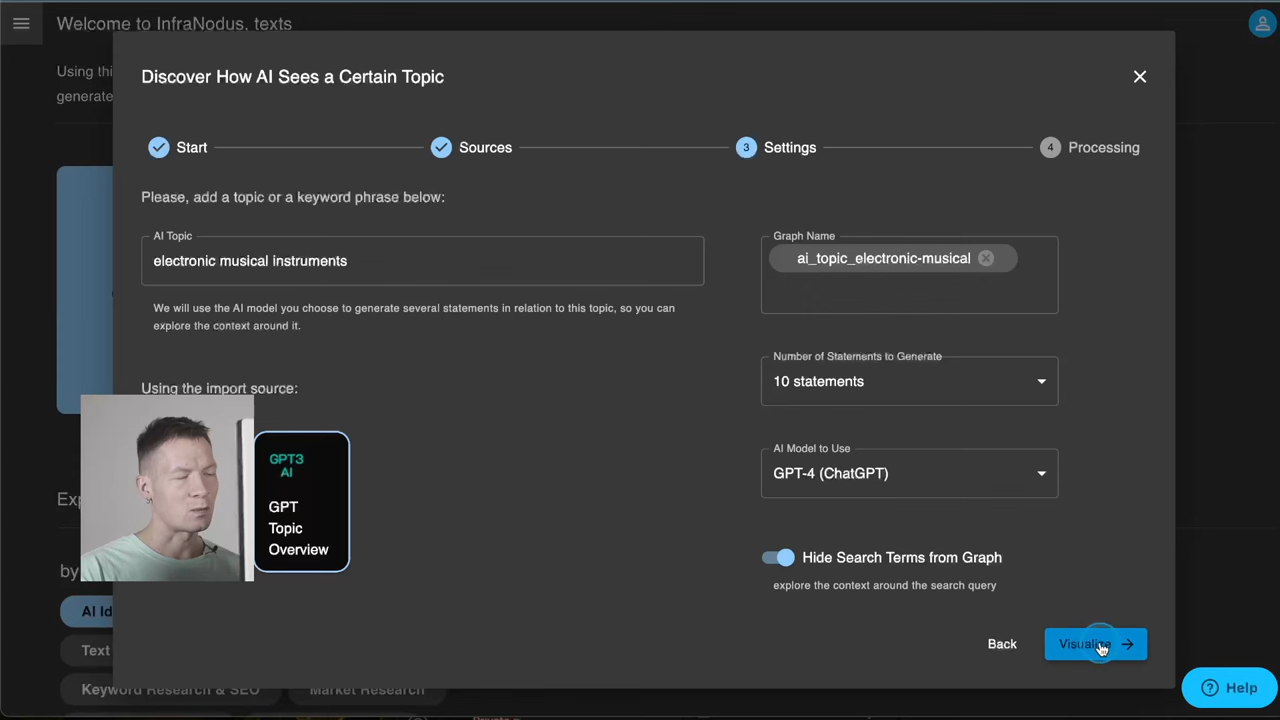 Welcome to InfraNodus, texts
Using thi
generate
Discover How AI Sees a Certain Topic
Start
Sources
3
Settings
4
Processing
Please, add a topic or a keyword phrase below:
AI Topic
electronic musical instruments
We will use the AI model you choose to generate several statements in relation to this topic, so you can
explore the context around it.
Graph Name
ai_topic_electronic-musical
Number of Statements to Generate
10 statements
Using the import source:
GPT3
AI
GPT
Topic
Overview
AI Model to Use
GPT-4 (ChatGPT)
Hide Search Terms from Graph
explore the context around the search query
Back
Visualize
Exp
by
AI Id
Text
Keyword Research & SEO
Market Research
Help